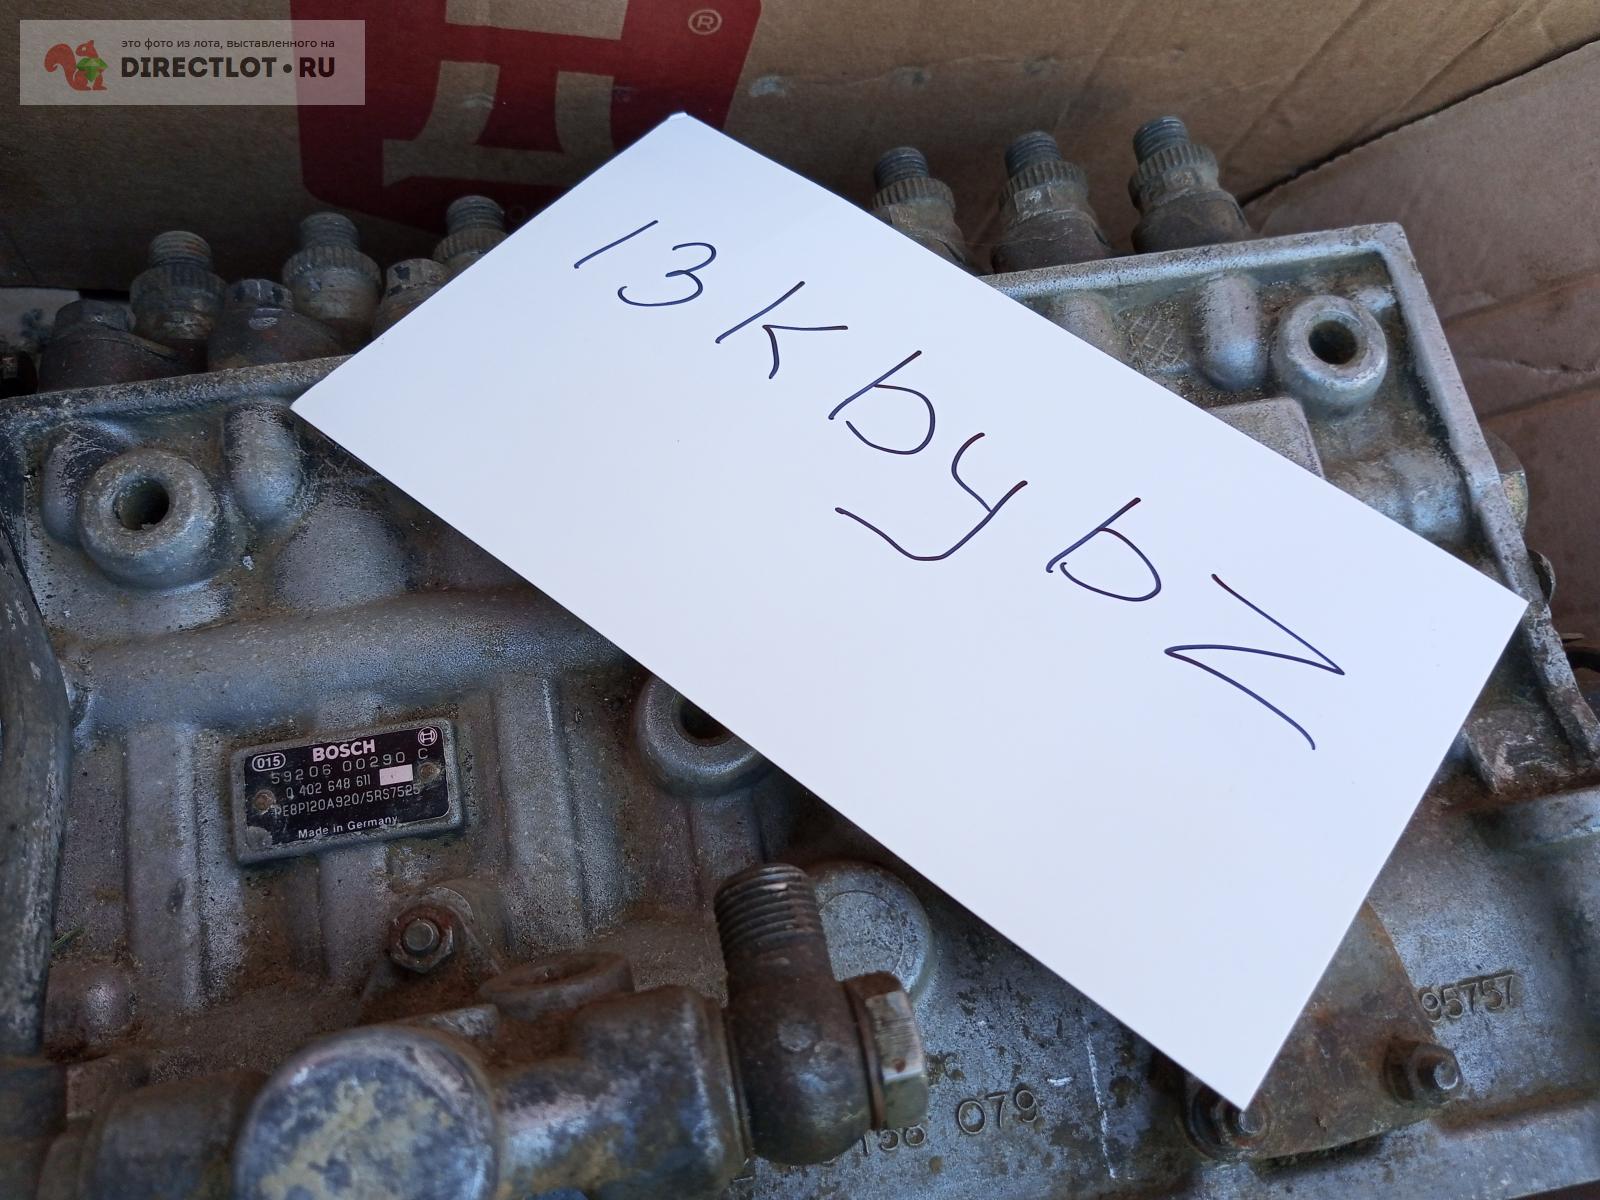 это фото из лота, выставленного на
DIRECTLOT • RU
®
13kbybz
015 BOSCH
59206 00290 C
0 402 648 611
PE8P120A920/5RS7525
Made in Germany
95757
158 079